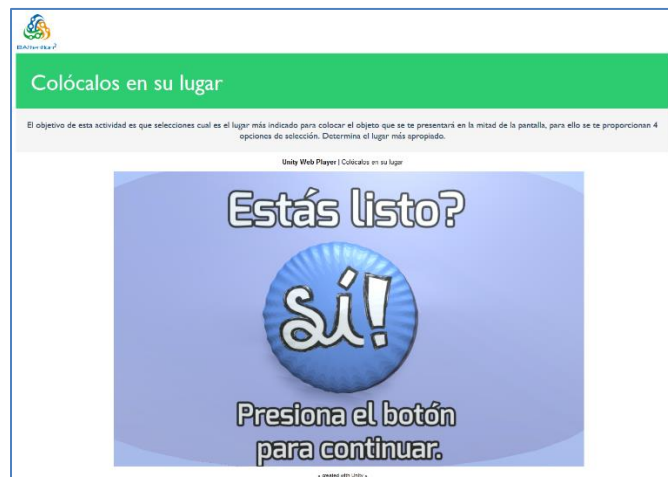 Colócalos en su lugar
El objetivo de esta actividad es que selecciones cual es el lugar más indicado para colocar el objeto que se te presentará en la mitad de la pantalla, para ello se te proporcionan 4
opciones de selección. Determina el lugar más apropiado.
Unity Web Player | Colócalos en su lugar
Estás listo?
sí!
Presiona el botón
para continuar.
« created with Unity »